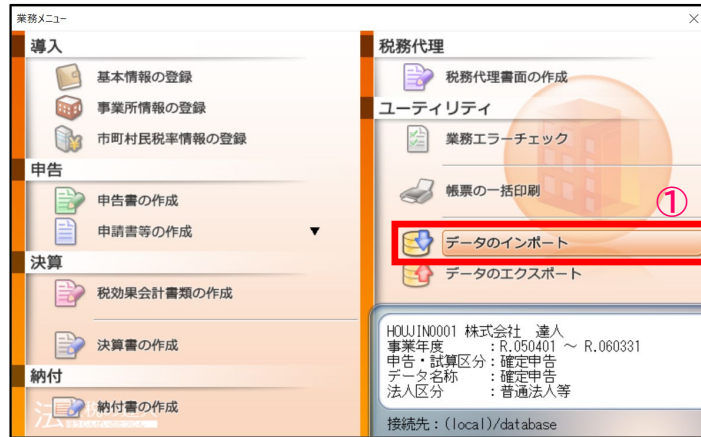 業務メニュー
導入
基本情報の登録
事業所情報の登録
市町村民税率情報の登録
申告
申告書の作成
申請書等の作成 ▼
決算
税効果会計書類の作成
決算書の作成
納付
納付書の作成
税務代理
税務代理書面の作成
ユーティリティ
業務エラーチェック
帳票の一括印刷
①
データのインポート
データのエクスポート
HOUJIN0001 株式会社 達人
事業年度 :R.050401 ～ R.060331
申告・試算区分:確定申告
データ名称 :確定申告
法人区分 :普通法人等
接続先:(local)/database